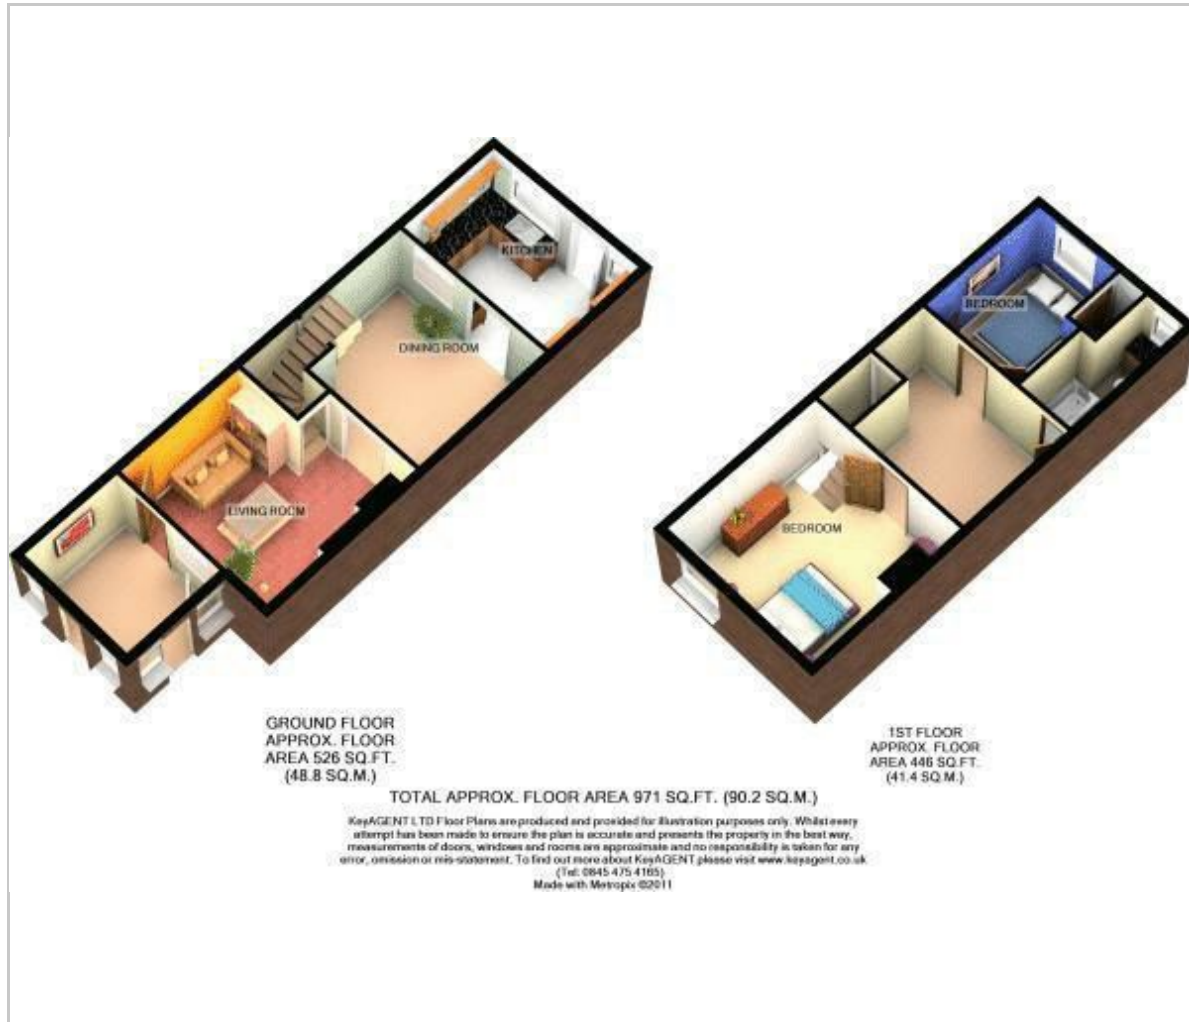 KITCHEN
BEDROOM
DINING ROOM
LIVING ROOM
BEDROOM
GROUND FLOOR
APPROX. FLOOR
AREA 526 SQ.FT.
(48.8 SQ.M.)
1ST FLOOR
APPROX. FLOOR
AREA 446 SQ.FT.
(41.4 SQ.M.)
TOTAL APPROX. FLOOR AREA 971 SQ.FT. (90.2 SQ.M.)
KeyAGENT LTD Floor Plans are produced and provided for illustration purposes only. Whilst every
attempt has been made to ensure the plan is accurate and presents the property in the best way,
measurements of doors, windows and rooms are approximate and no responsibility is taken for any
error, omission or mis-statement. To find out more about KeyAGENT please visit www.keyagent.co.uk
(Tel: 0845 475 4165)
Made with Metropix ©2011